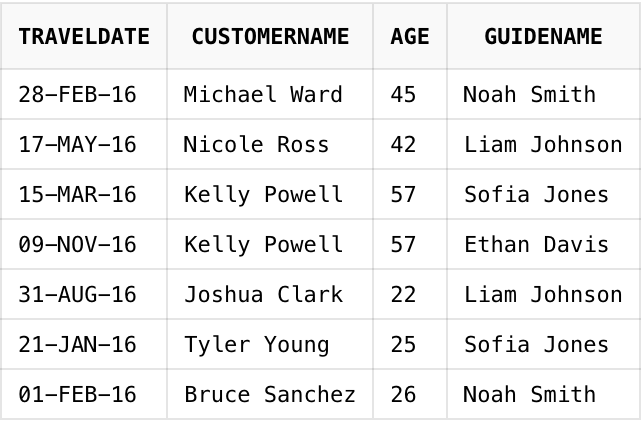 TRAVELDATE CUSTOMERNAME AGE GUIDENAME
28-FEB-16 Michael Ward 45 Noah Smith
17-MAY-16 Nicole Ross 42 Liam Johnson
15-MAR-16 Kelly Powell 57 Sofia Jones
09-NOV-16 Kelly Powell 57 Ethan Davis
31-AUG-16 Joshua Clark 22 Liam Johnson
21-JAN-16 Tyler Young 25 Sofia Jones
01-FEB-16 Bruce Sanchez 26 Noah Smith